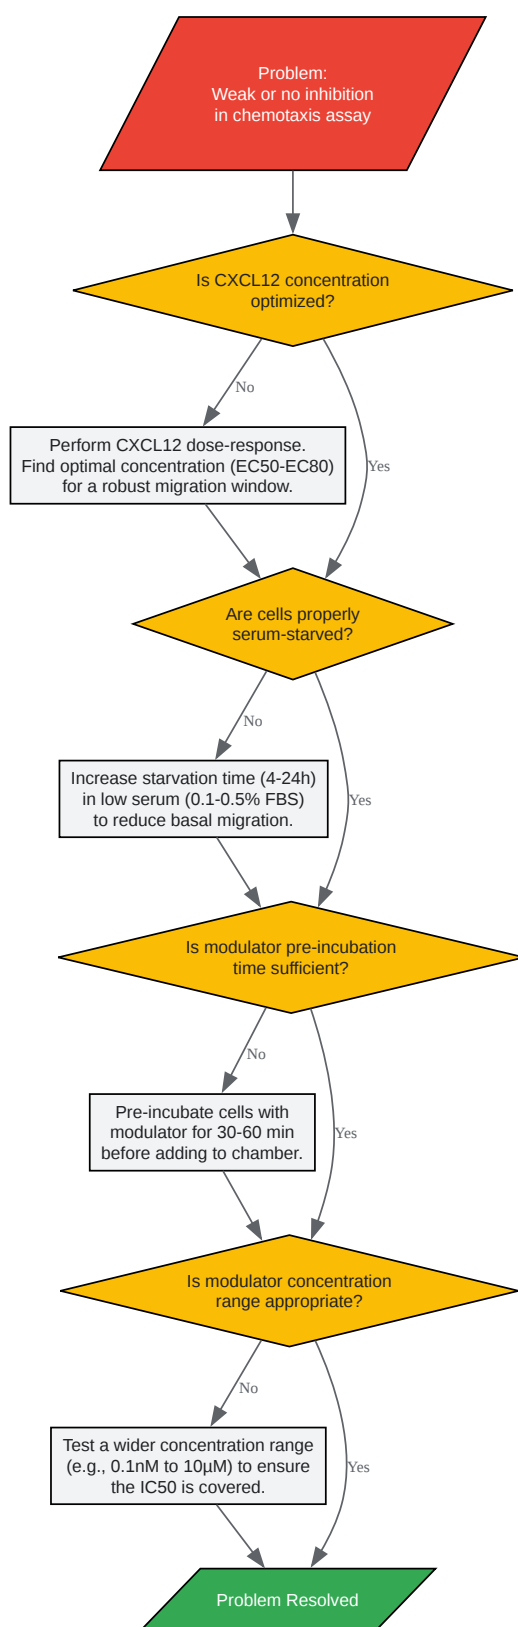 Problem:
Weak or no inhibition
in chemotaxis assay
Is CXCL12 concentration
optimized?
No
Yes
Perform CXCL12 dose-response.
Find optimal concentration (EC50-EC80)
for a robust migration window.
Are cells properly
serum-starved?
No
Yes
Increase starvation time (4-24h)
in low serum (0.1-0.5% FBS)
to reduce basal migration.
Is modulator pre-incubation
time sufficient?
No
Yes
Pre-incubate cells with
modulator for 30-60 min
before adding to chamber.
Is modulator concentration
range appropriate?
No
Yes
Test a wider concentration range
(e.g., 0.1nM to 10µM) to ensure
the IC50 is covered.
Problem Resolved